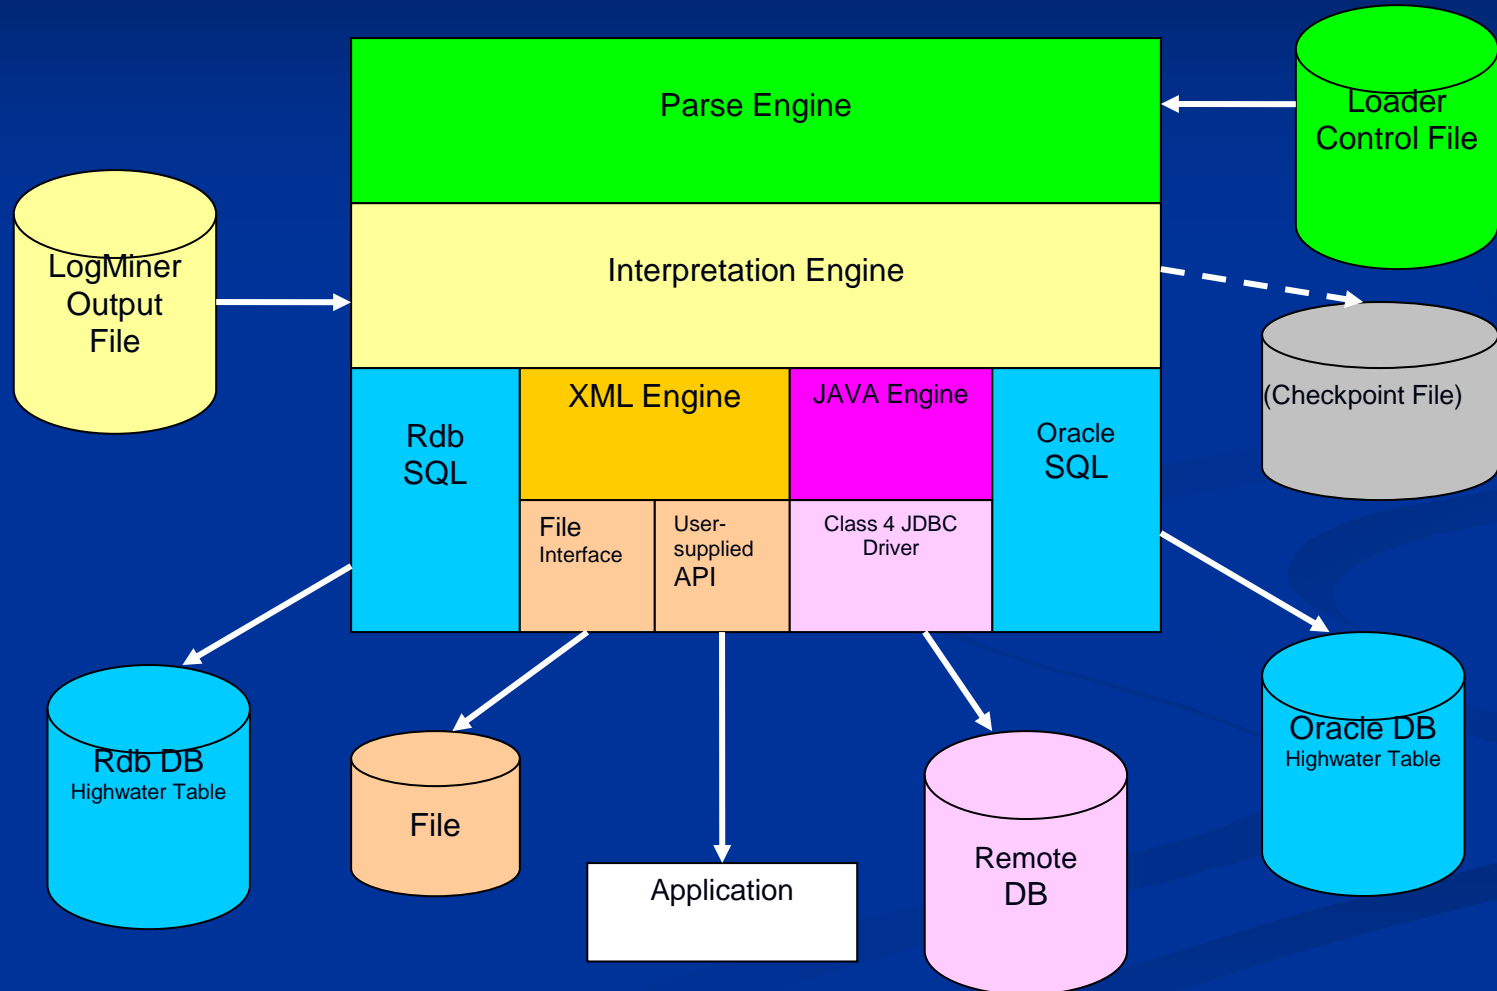 Parse Engine
Loader
Control File
LogMiner
Output
File
Interpretation Engine
(Checkpoint File)
Rdb
SQL
XML Engine
JAVA Engine
Oracle
SQL
File
Interface
User-
supplied
API
Class 4 JDBC
Driver
Rdb DB
Highwater Table
File
Application
Remote
DB
Oracle DB
Highwater Table